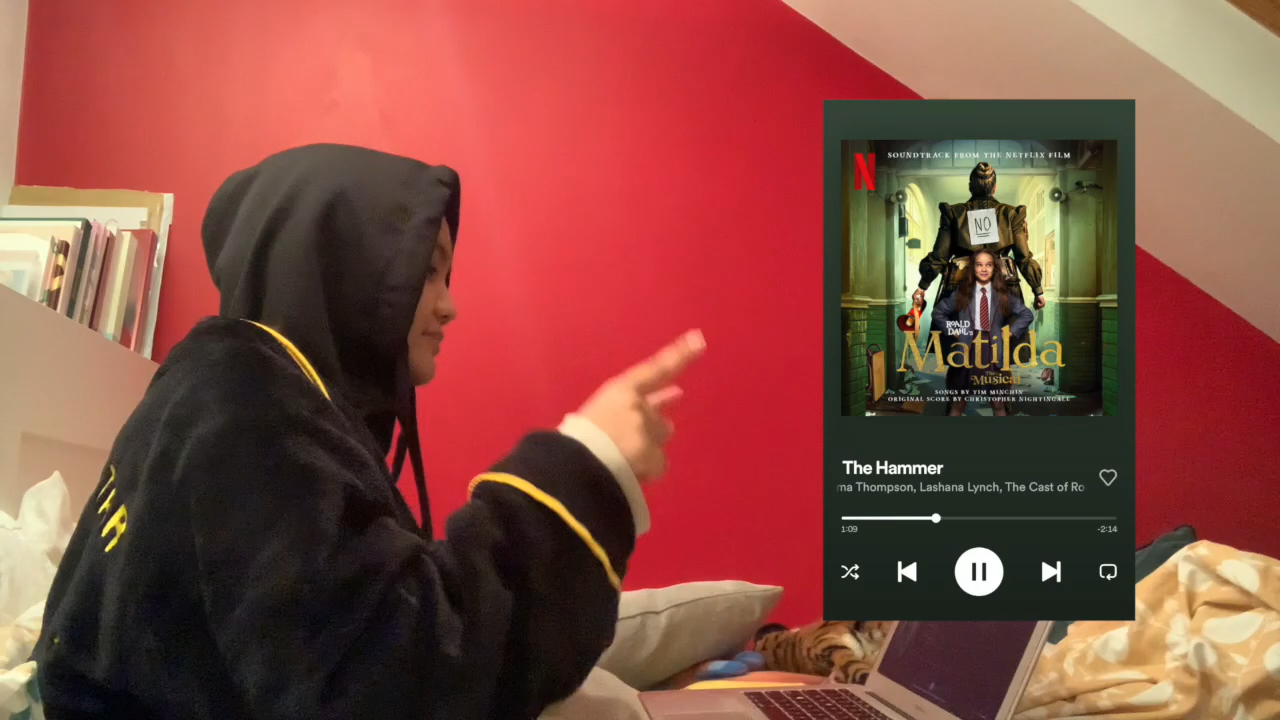 N
SOUNDTRACK FROM THE NETFLIX FILM
NO
ROALD
DAHL'S
Matilda
The
Musical
SONGS BY TIM MINCHIN
ORIGINAL SCORE BY CHRISTOPHER NIGHTINGALE
The Hammer
ma Thompson, Lashana Lynch, The Cast of Ro
1:09
-2:14